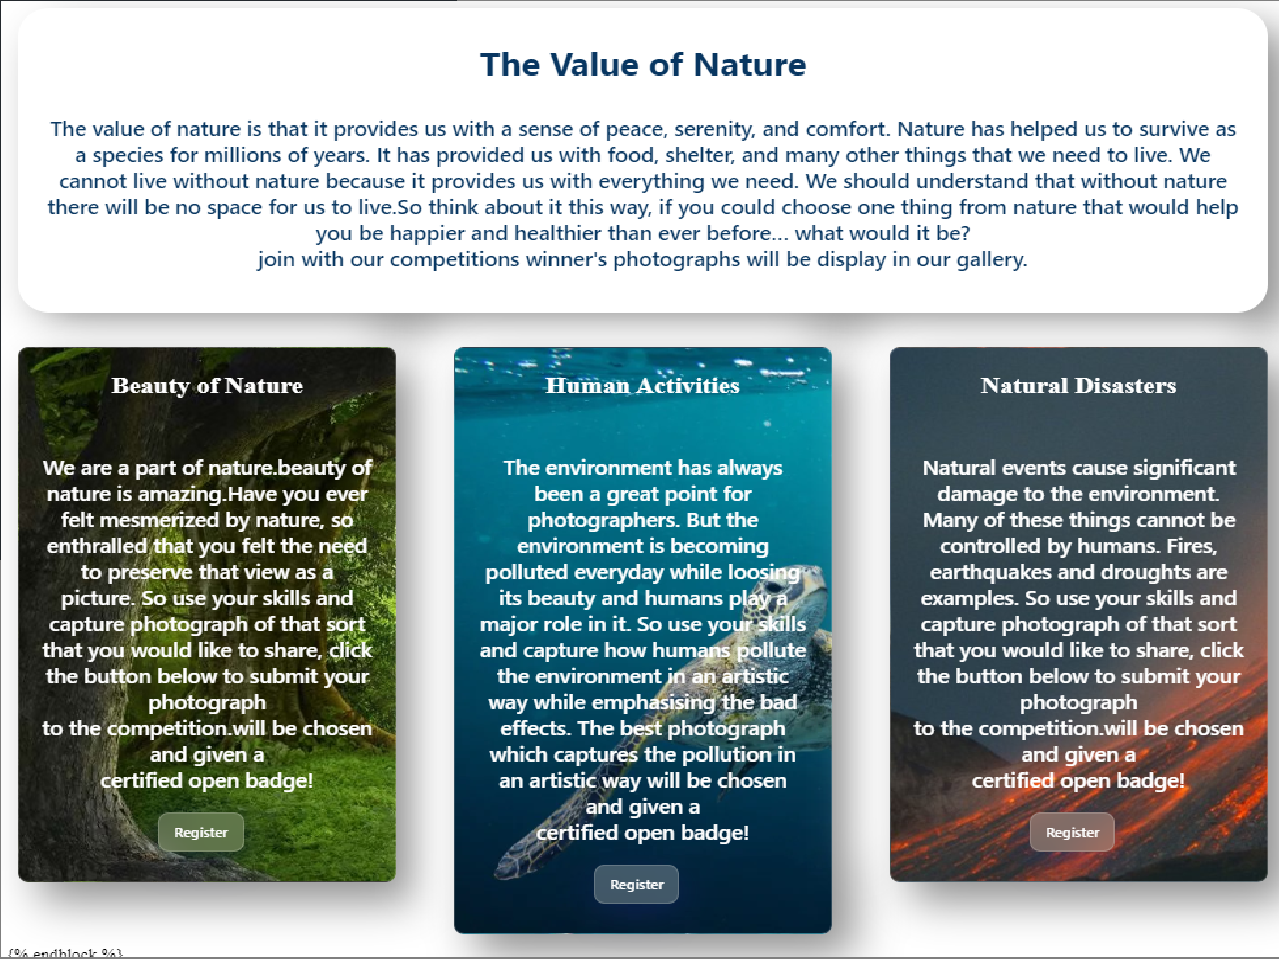 The Value of Nature
The value of nature is that it provides us with a sense of peace, serenity, and comfort. Nature has helped us to survive as
a species for millions of years. It has provided us with food, shelter, and many other things that we need to live. We
cannot live without nature because it provides us with everything we need. We should understand that without nature
there will be no space for us to live.So think about it this way, if you could choose one thing from nature that would help
you be happier and healthier than ever before... what would it be?
join with our competitions winner's photographs will be display in our gallery.
Beauty of Nature
We are a part of nature.beauty of
nature is amazing.Have you ever
felt mesmerized by nature, so
enthralled that you felt the need
to preserve that view as a
picture. So use your skills and
capture photograph of that sort
that you would like to share, click
the button below to submit your
photograph
to the competition.will be chosen
and given a
certified open badge!
Register
Human Activities
The environment has always
been a great point for
photographers. But the
environment is becoming
polluted everyday while loosing
its beauty and humans play a
major role in it. So use your skills
and capture how humans pollute
the environment in an artistic
way while emphasising the bad
effects. The best photograph
which captures the pollution in
an artistic way will be chosen
and given a
certified open badge!
Register
Natural Disasters
Natural events cause significant
damage to the environment.
Many of these things cannot be
controlled by humans. Fires,
earthquakes and droughts are
examples. So use your skills and
capture photograph of that sort
that you would like to share, click
the button below to submit your
photograph
to the competition.will be chosen
and given a
certified open badge!
Register
{% endblock %}